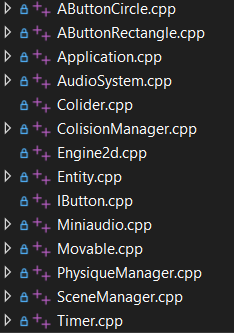 AButtonCircle.cpp
AButtonRectangle.cpp
Application.cpp
AudioSystem.cpp
Colider.cpp
ColisionManager.cpp
Engine2d.cpp
Entity.cpp
IButton.cpp
Miniaudio.cpp
Movable.cpp
PhysiqueManager.cpp
SceneManager.cpp
Timer.cpp